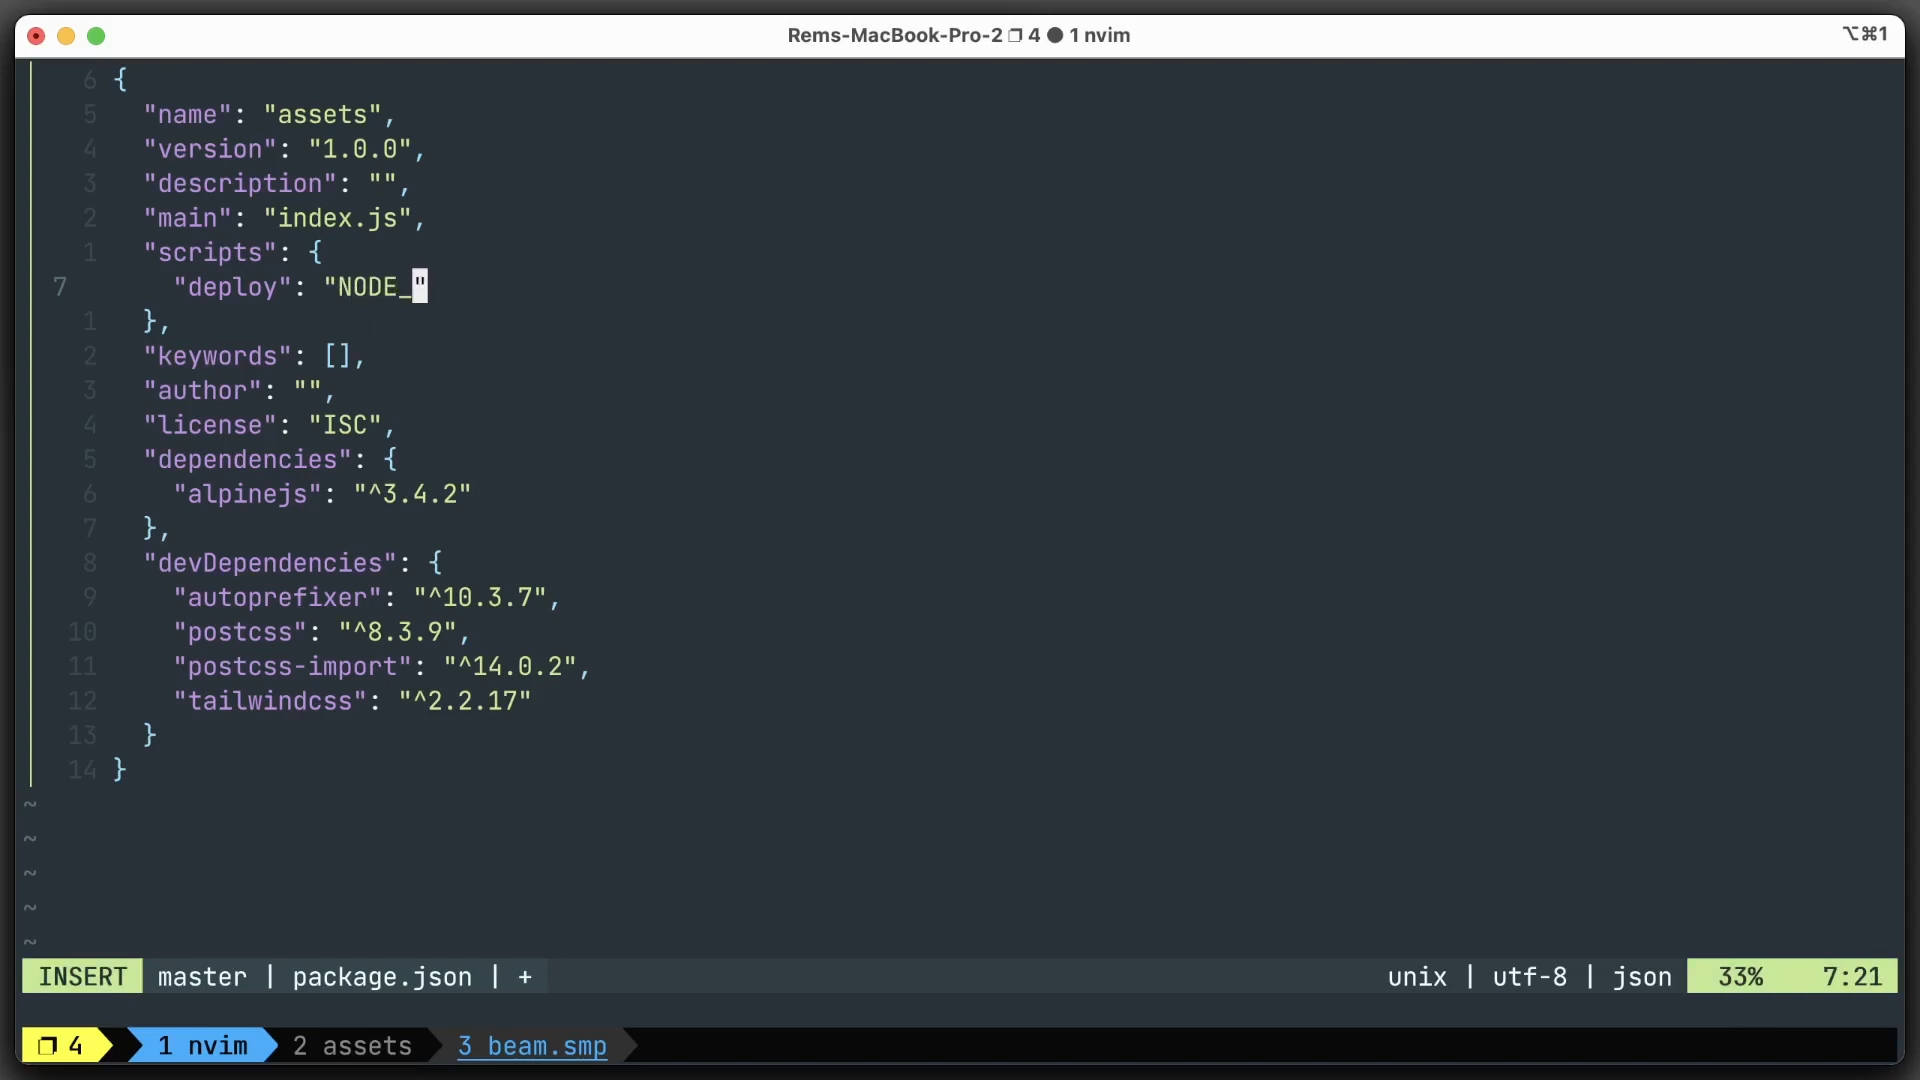 Rems-MacBook-Pro-2 4 ● 1 nvim ⌥⌘1
6 {
5 "name": "assets",
4 "version": "1.0.0",
3 "description": "",
2 "main": "index.js",
1 "scripts": {
7 "deploy": "NODE_"
1 },
2 "keywords": [],
3 "author": "",
4 "license": "ISC",
5 "dependencies": {
6 "alpinejs": "^3.4.2"
7 },
8 "devDependencies": {
9 "autoprefixer": "^10.3.7",
10 "postcss": "^8.3.9",
11 "postcss-import": "^14.0.2",
12 "tailwindcss": "^2.2.17"
13 }
14 }
~
~
~
~
~
INSERT master | package.json | + unix | utf-8 | json 33% 7:21
4 1 nvim 2 assets 3 beam.smp